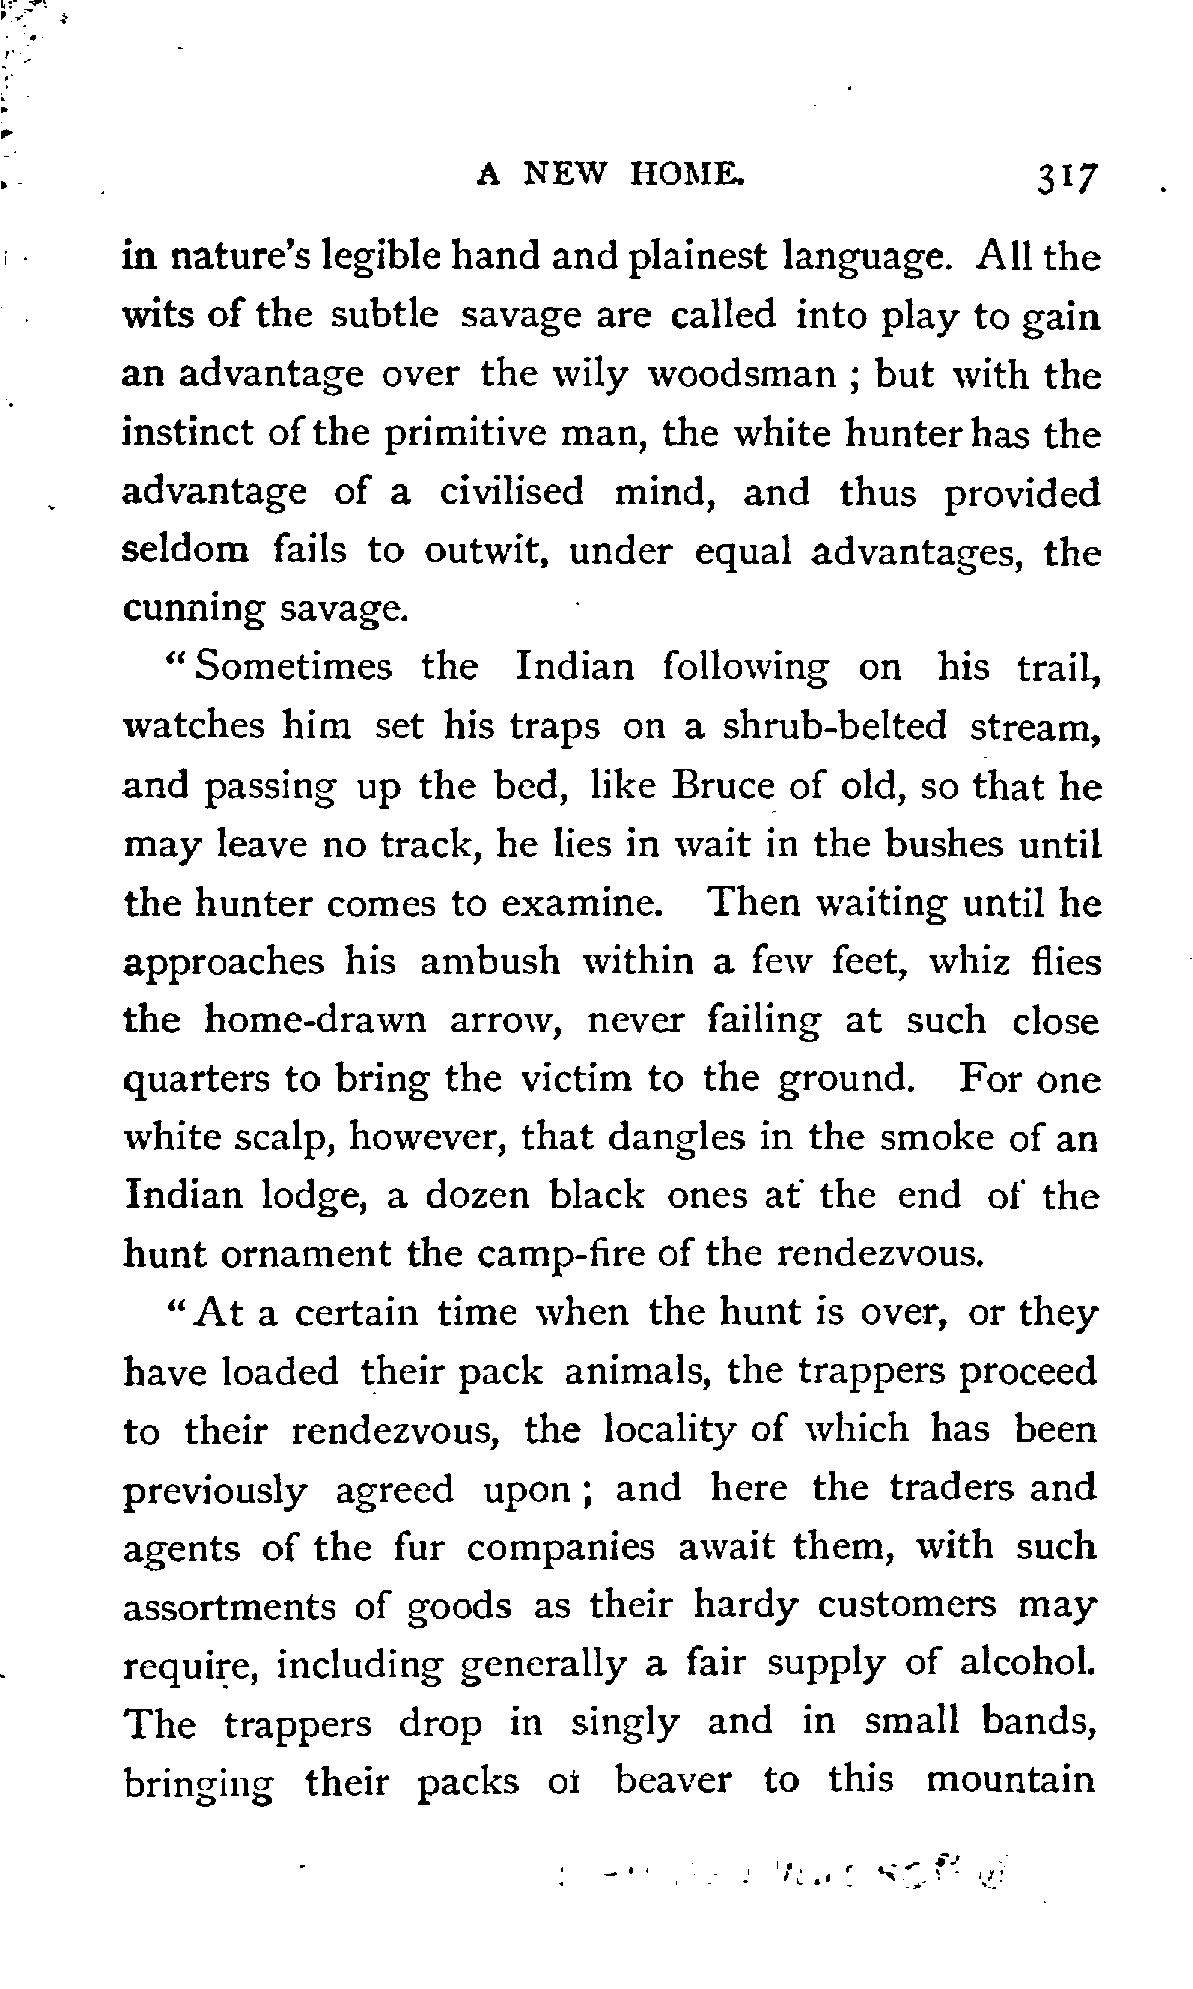 A NEW HOME. 317
in nature's legible hand and plainest language. All the
wits of the subtle savage are called into play to gain
an advantage over the wily woodsman ; but with the
instinct of the primitive man, the white hunter has the
advantage of a civilised mind, and thus provided
seldom fails to outwit, under equal advantages, the
cunning savage.
“ Sometimes the Indian following on his trail,
watches him set his traps on a shrub-belted stream,
and passing up the bed, like Bruce of old, so that he
may leave no track, he lies in wait in the bushes until
the hunter comes to examine. Then waiting until he
approaches his ambush within a few feet, whiz flies
the home-drawn arrow, never failing at such close
quarters to bring the victim to the ground. For one
white scalp, however, that dangles in the smoke of an
Indian lodge, a dozen black ones at the end of the
hunt ornament the camp-fire of the rendezvous.
“ At a certain time when the hunt is over, or they
have loaded their pack animals, the trappers proceed
to their rendezvous, the locality of which has been
previously agreed upon ; and here the traders and
agents of the fur companies await them, with such
assortments of goods as their hardy customers may
require, including generally a fair supply of alcohol.
The trappers drop in singly and in small bands,
bringing their packs of beaver to this mountain